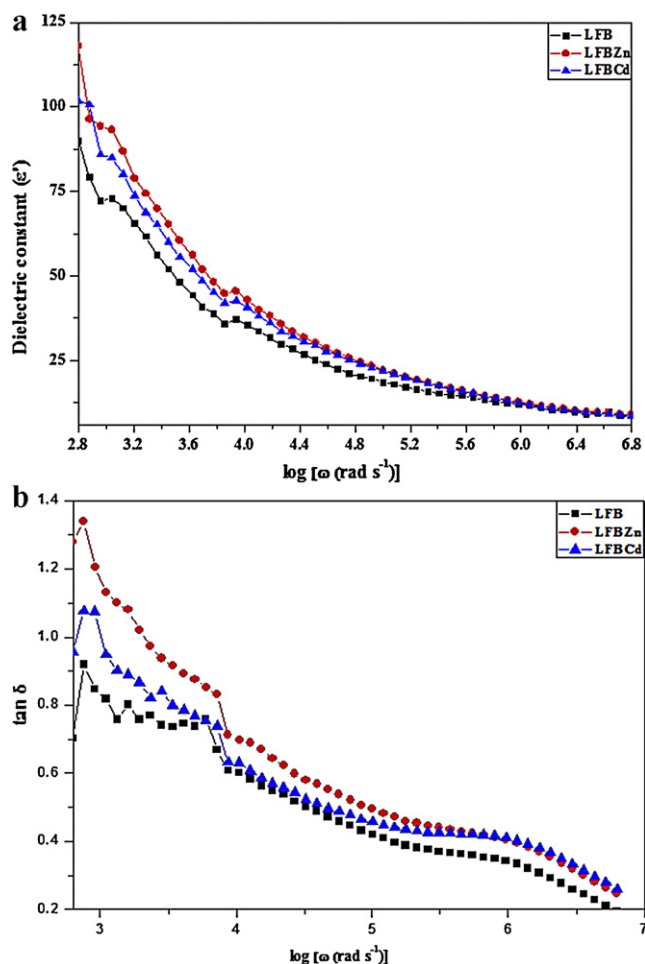 a
125
100
75
50
25
Dielectric constant (ε')
LFB
LFBZn
LFBCd
2.8 3.2 3.6 4.0 4.4 4.8 5.2 5.6 6.0 6.4 6.8
log [ω (rad s⁻¹)]
b
1.4
1.2
1.0
0.8
0.6
0.4
0.2
tan δ
LFB
LFBZn
LFBCd
3 4 5 6 7
log [ω (rad s⁻¹)]